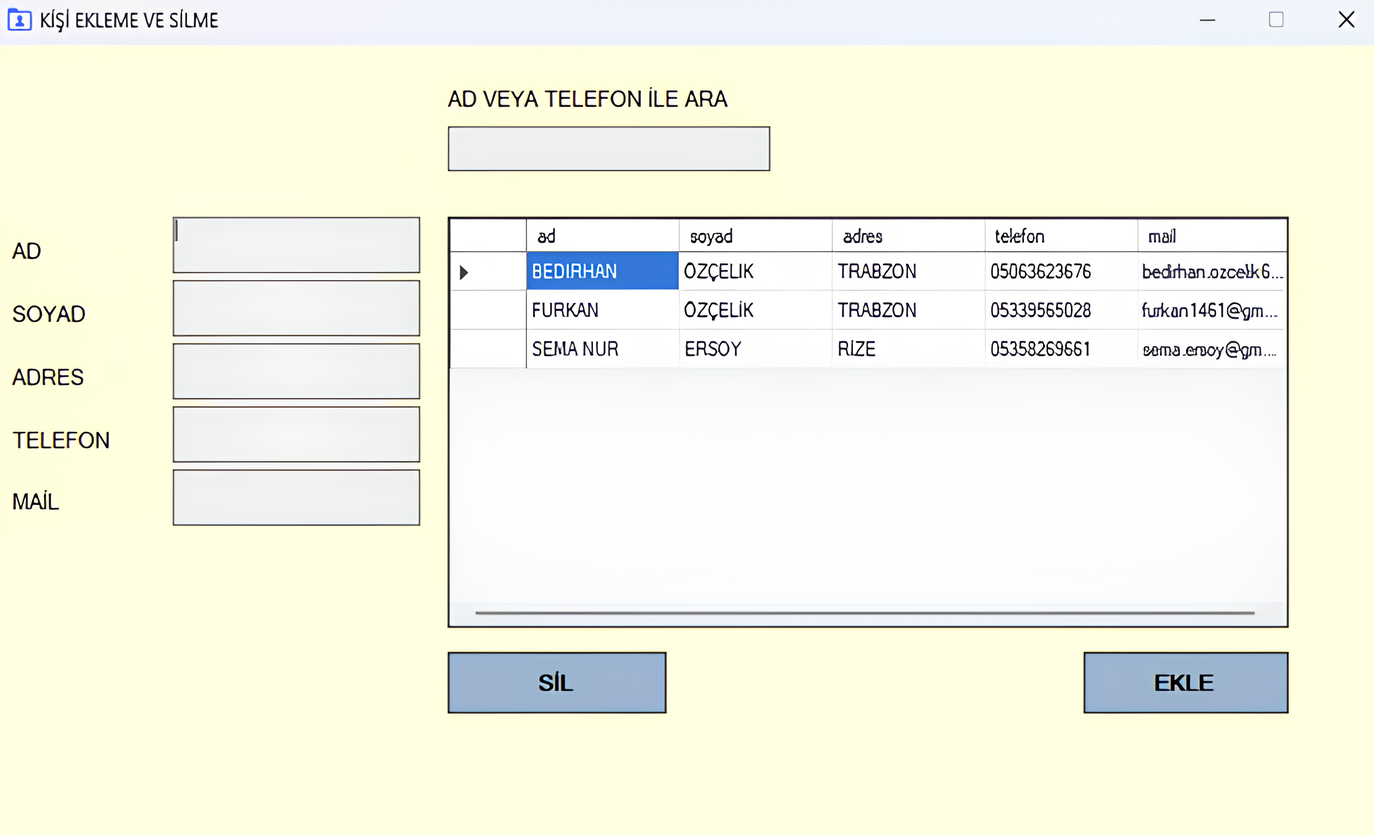 KİŞİ EKLEME VE SİLME
AD VEYA TELEFON İLE ARA
AD
SOYAD
ADRES
TELEFON
MAİL
ad soyad adres telefon mail
BEDIRHAN ÖZÇELIK TRABZON 05063623676 bedirhan.ozcelik6...
FURKAN ÖZÇELİK TRABZON 05339565028 furkan1461@gm...
SEMA NUR ERSOY RİZE 05358269661 sema.ersoy@gm...
SİL EKLE